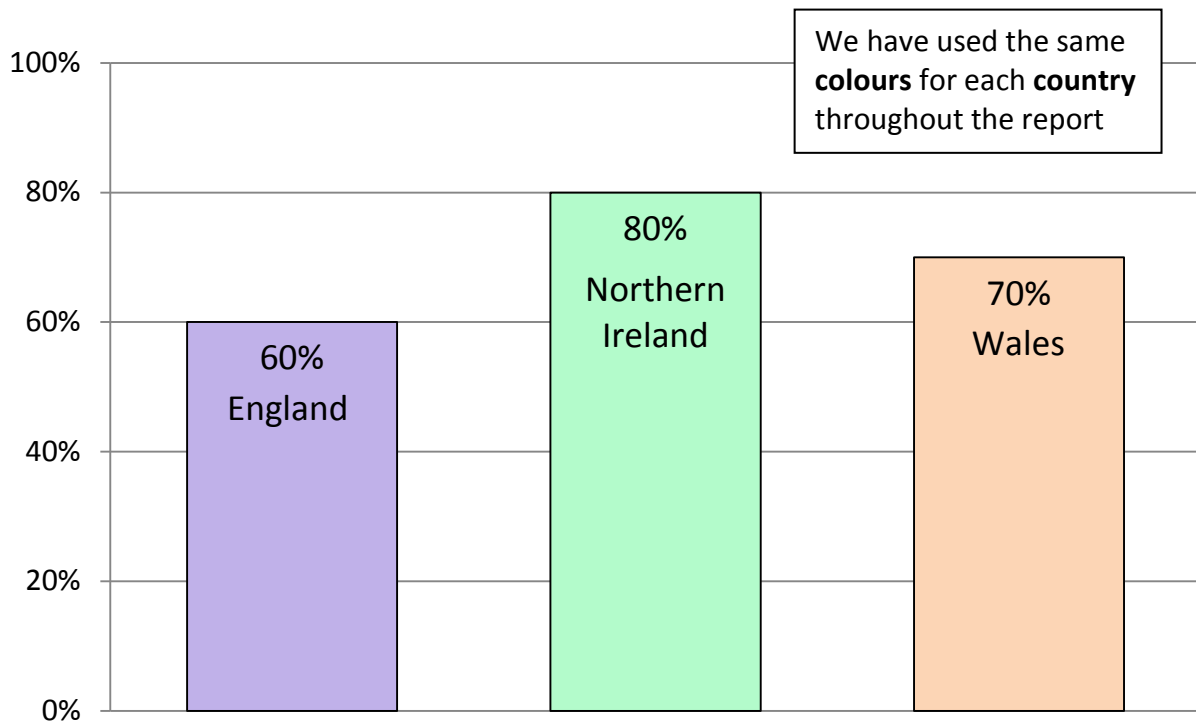 We have used the same
colours for each country
throughout the report
100%
80%
60%
40%
20%
0%
60%
England
80%
Northern
Ireland
70%
Wales